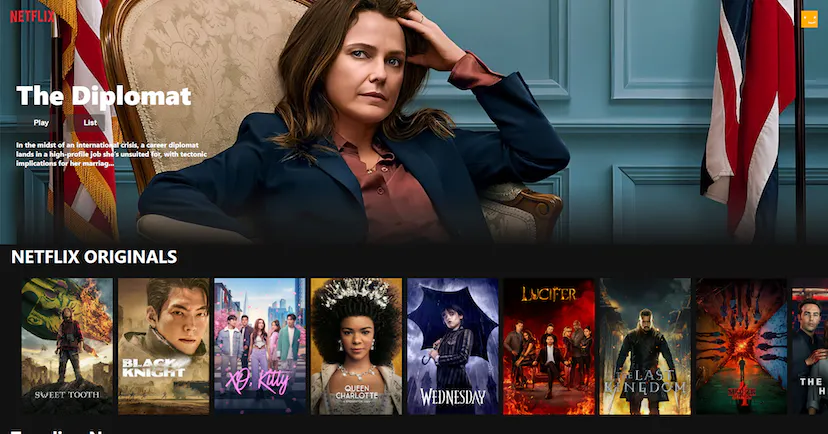 NETFLIX
The Diplomat
Play List
In the midst of an international crisis, a career diplomat
lands in a high-profile job she's unsuited for, with tectonic
implications for her marriag...
NETFLIX ORIGINALS
SWEET TOOTH
BLACK
KNIGHT
XO, Kitty
QUEEN
CHARLOTTE
WEDNESDAY
LUCIFER
THE LAST
KINGDOM
THE